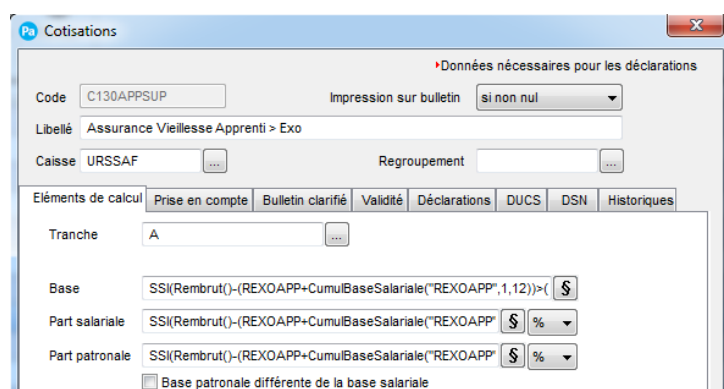 Pa Cotisations
Données nécessaires pour les déclarations
Code C130APPSUP Impression sur bulletin si non nul
Libellé Assurance Vieillesse Apprenti > Exo
Caisse URSSAF ... Regroupement ...
Eléments de calcul Prise en compte Bulletin clarifié Validité Déclarations DUCS DSN Historiques
Tranche A ...
Base SSI(Rembrut()-(REXOAPP+CumulBaseSalariale("REXOAPP",1,12))>( §
Part salariale SSI(Rembrut()-(REXOAPP+CumulBaseSalariale("REXOAPP" § %
Part patronale SSI(Rembrut()-(REXOAPP+CumulBaseSalariale("REXOAPP" § %
Base patronale différente de la base salariale